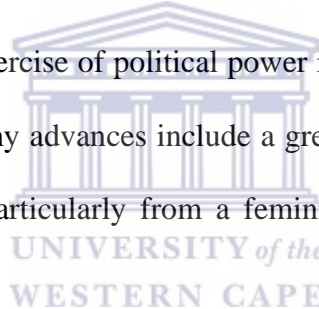 ercise of political power
ny advances include a gre
articularly from a femin
UNIVERSITY of the
WESTERN CAPE